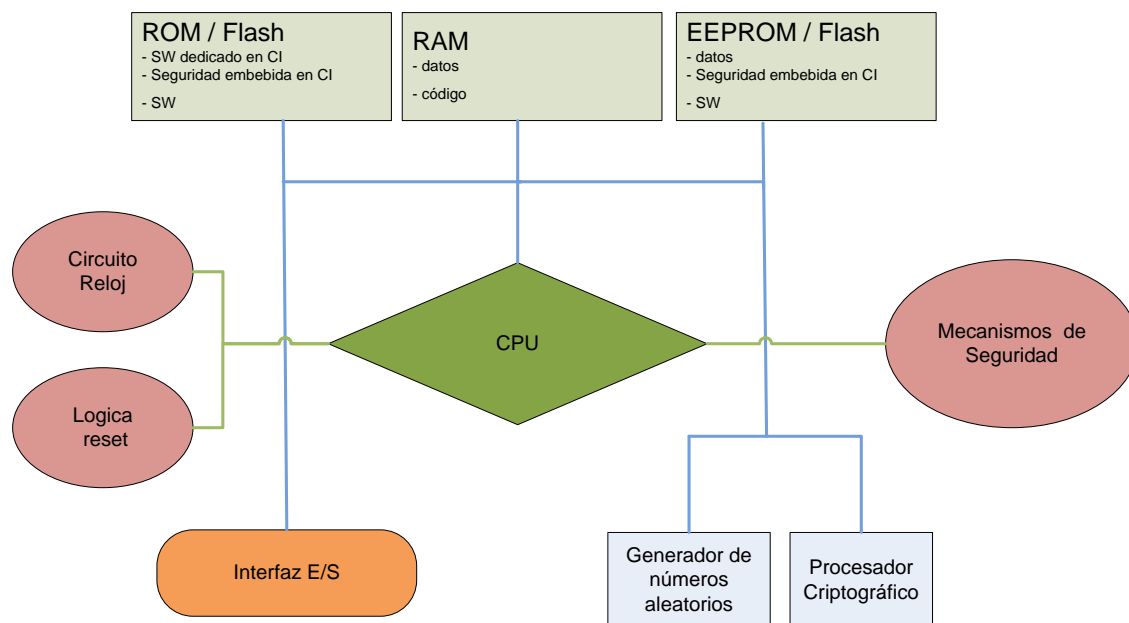 ROM / Flash
- SW dedicado en CI
- Seguridad embebida en CI
- SW
RAM
- datos
- código
EEPROM / Flash
- datos
- Seguridad embebida en CI
- SW
Circuito
Reloj
CPU
Mecanismos de
Seguridad
Logica
reset
Interfaz E/S
Generador de
números
aleatorios
Procesador
Criptográfico